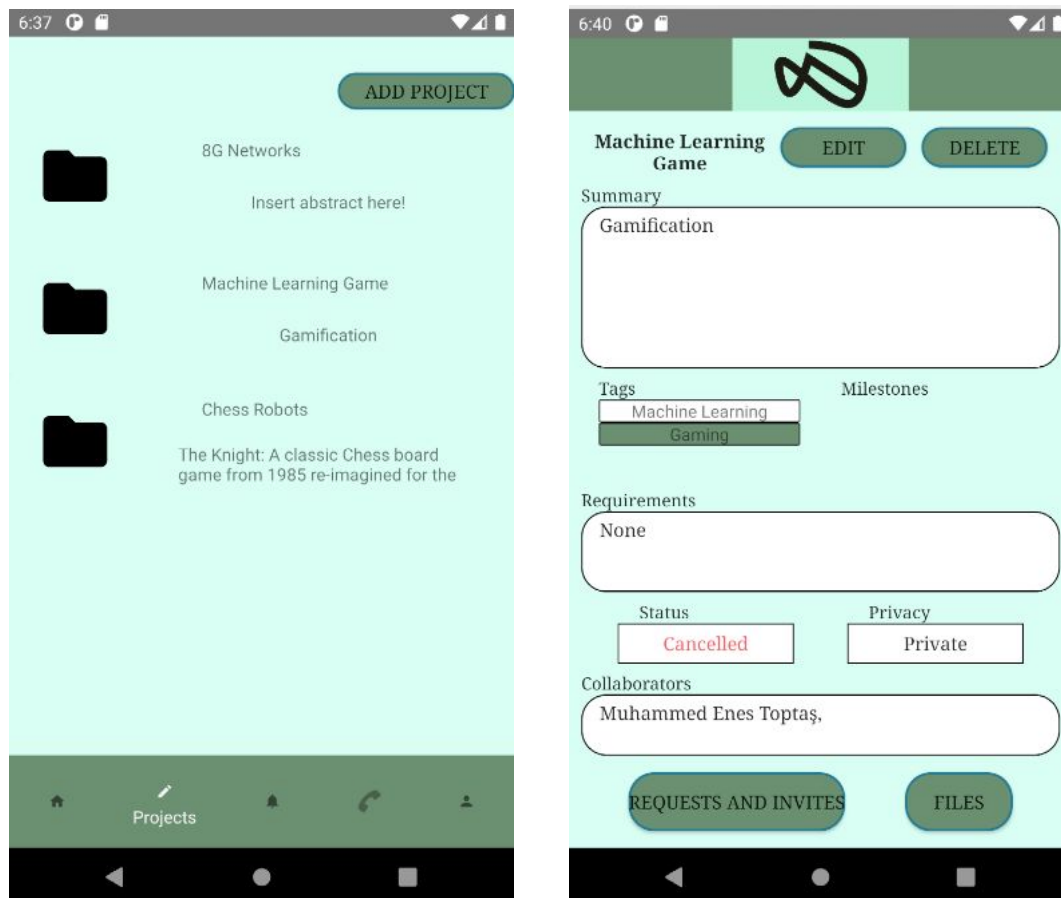 6:37
ADD PROJECT
8G Networks
Insert abstract here!
Machine Learning Game
Gamification
Chess Robots
The Knight: A classic Chess board
game from 1985 re-imagined for the
Projects
6:40
Machine Learning
Game
EDIT
DELETE
Summary
Gamification
Tags
Milestones
Machine Learning
Gaming
Requirements
None
Status
Privacy
Cancelled
Private
Collaborators
Muhammed Enes Toptaş,
REQUESTS AND INVITES
FILES